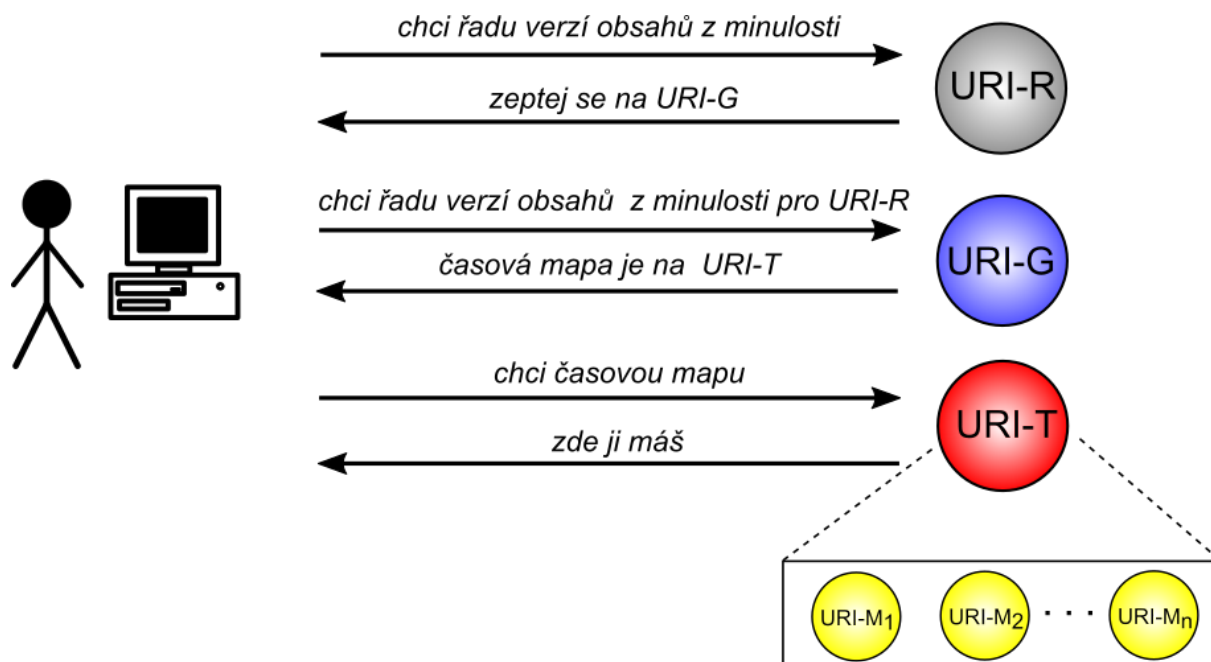 chci řadu verzí obsahů z minulosti
URI-R
zeptej se na URI-G
chci řadu verzí obsahů z minulosti pro URI-R
URI-G
časová mapa je na URI-T
chci časovou mapu
URI-T
zde ji máš
URI-M1 URI-M2 · · · URI-Mn